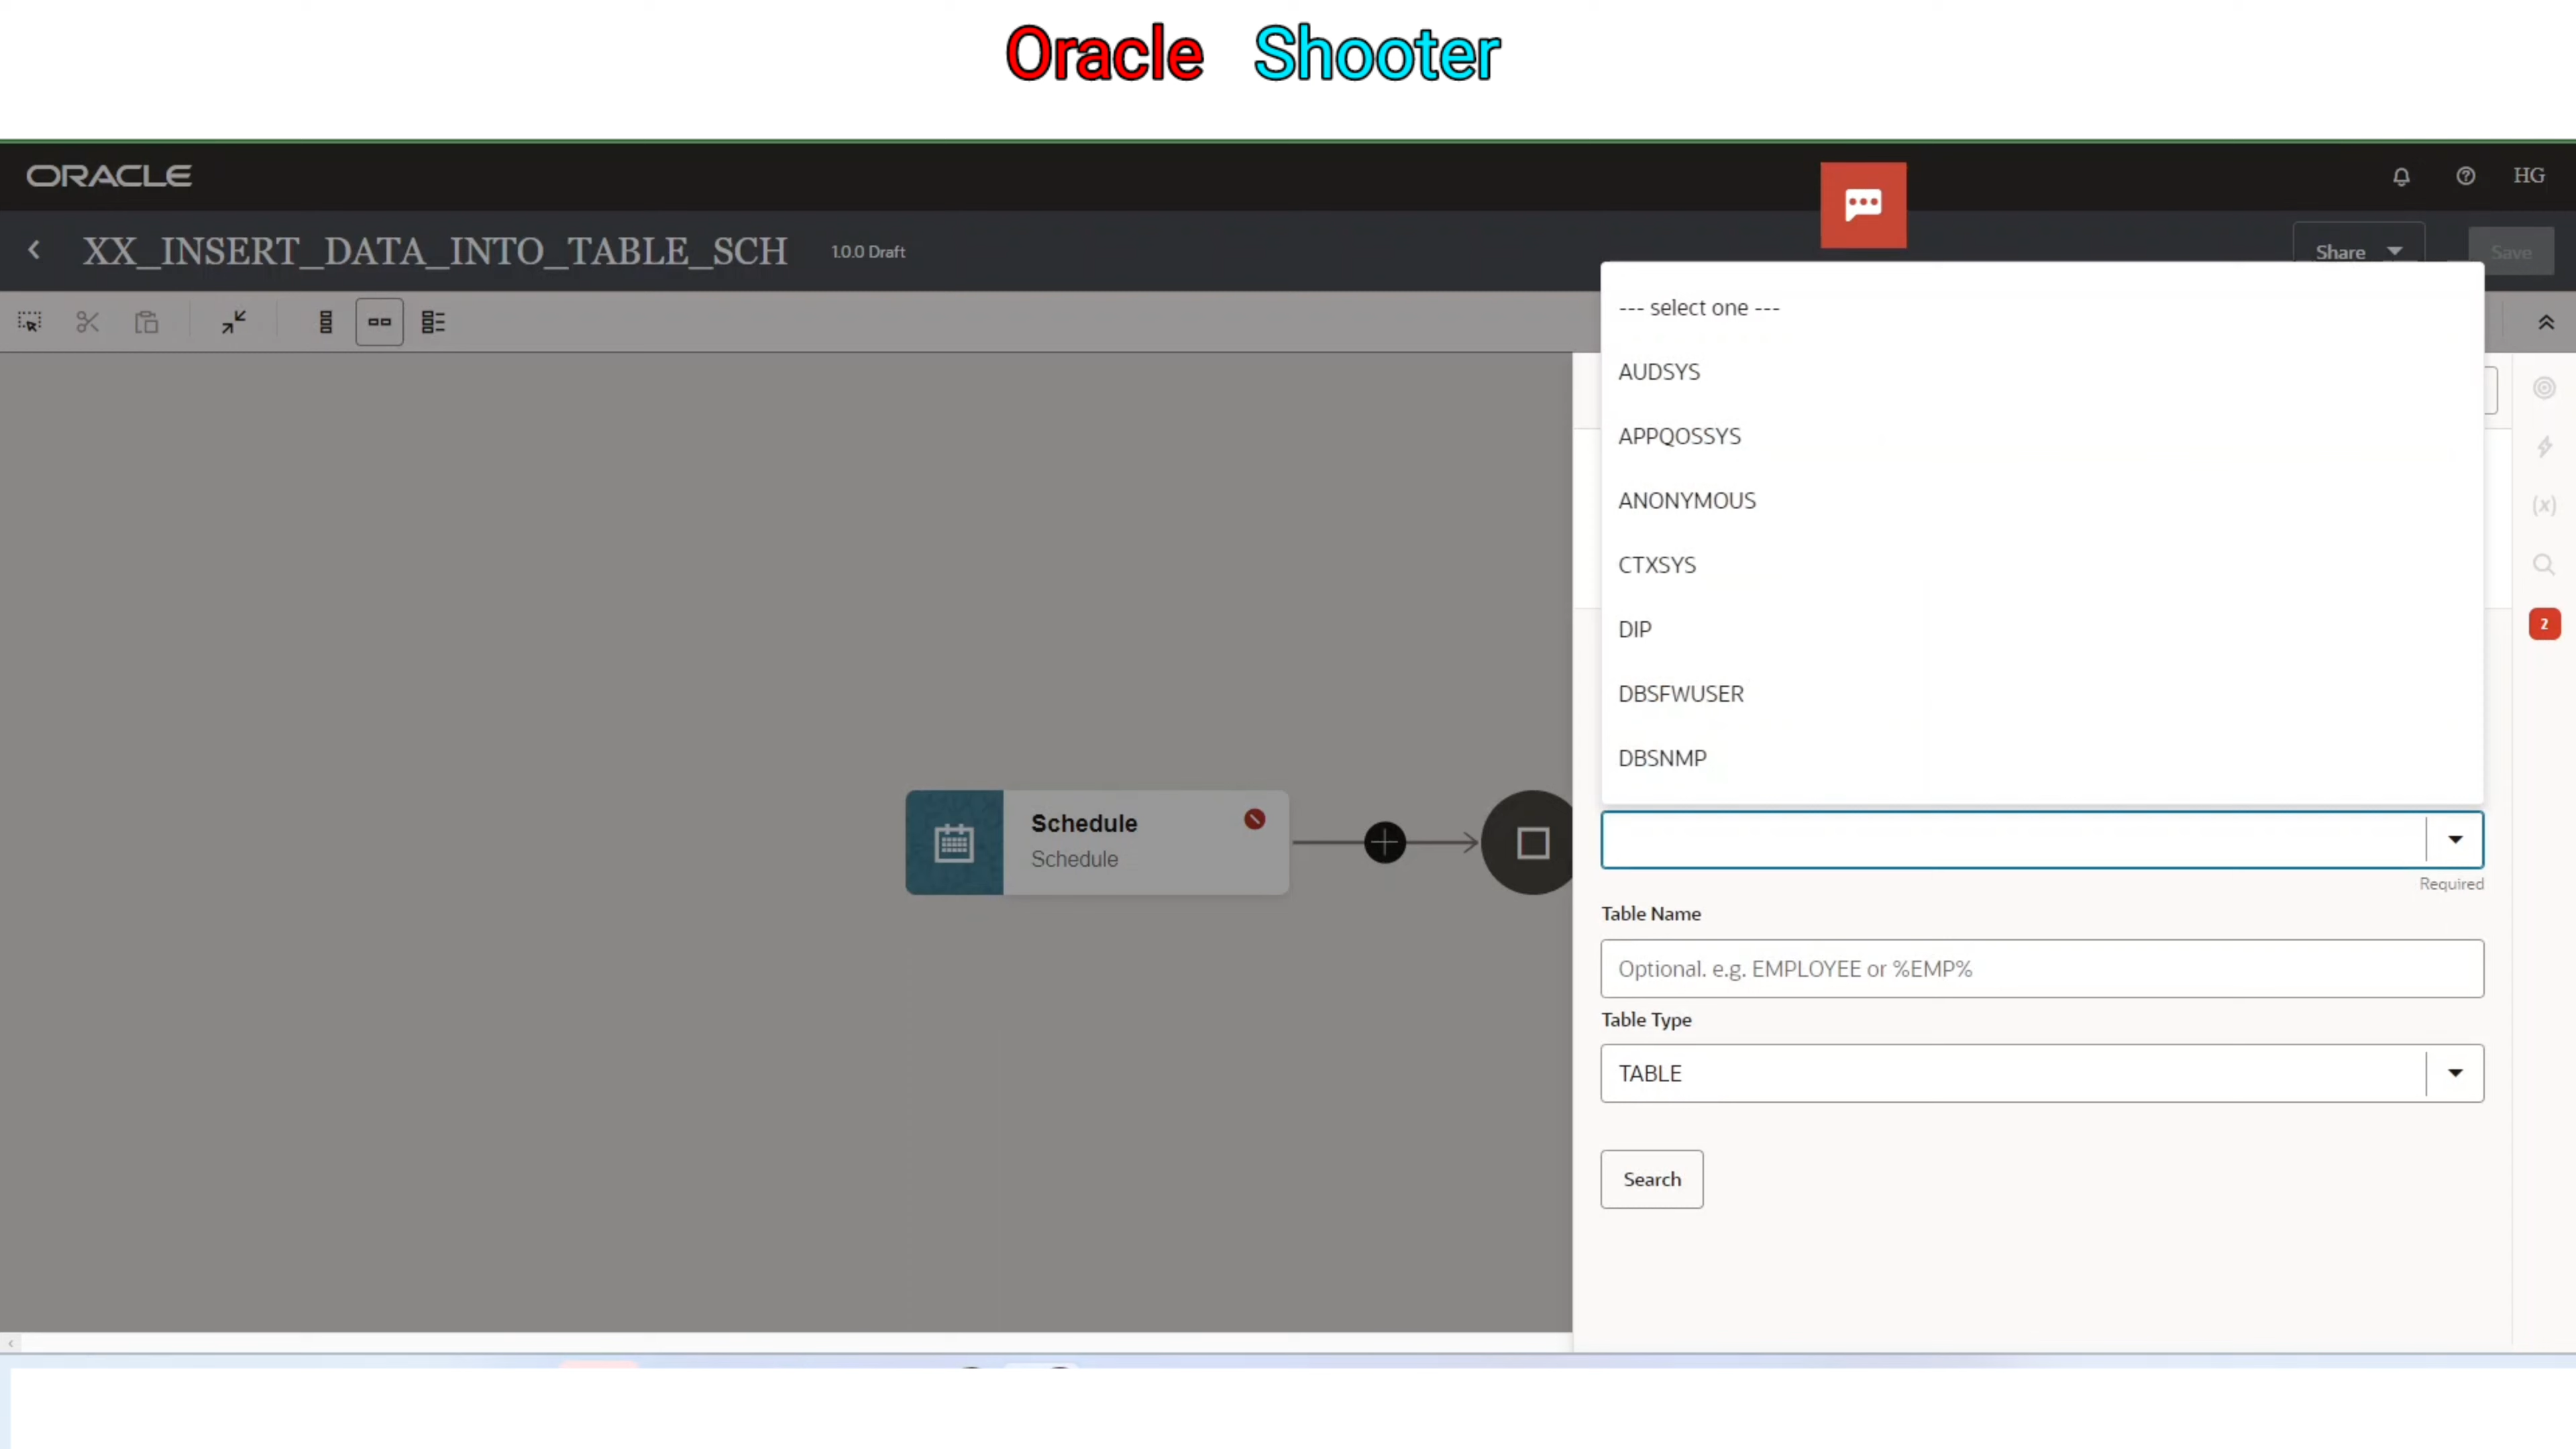 Oracle Shooter
ORACLE
HG
XX_INSERT_DATA_INTO_TABLE_SCH
1.0.0 Draft
Share
Save
--- select one ---
AUDSYS
APPQOSSYS
ANONYMOUS
CTXSYS
DIP
DBSFWUSER
DBSNMP
2
Schedule
Schedule
Required
Table Name
Optional. e.g. EMPLOYEE or %EMP%
Table Type
TABLE
Search